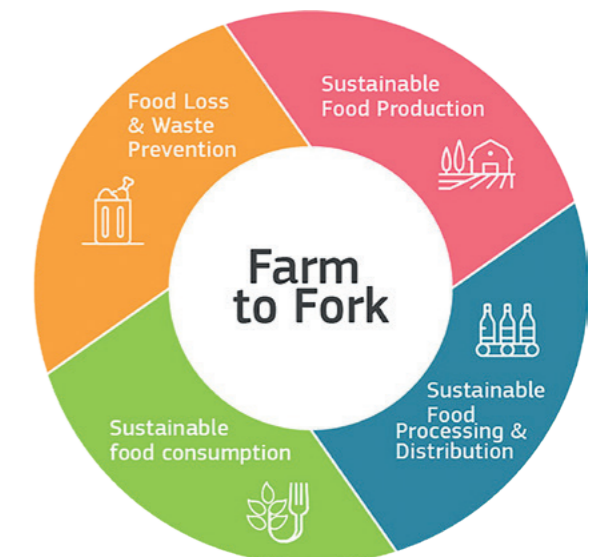 Food Loss
& Waste
Prevention
Sustainable
Food Production
Farm
to Fork
Sustainable
Food
Processing &
Distribution
Sustainable
food consumption